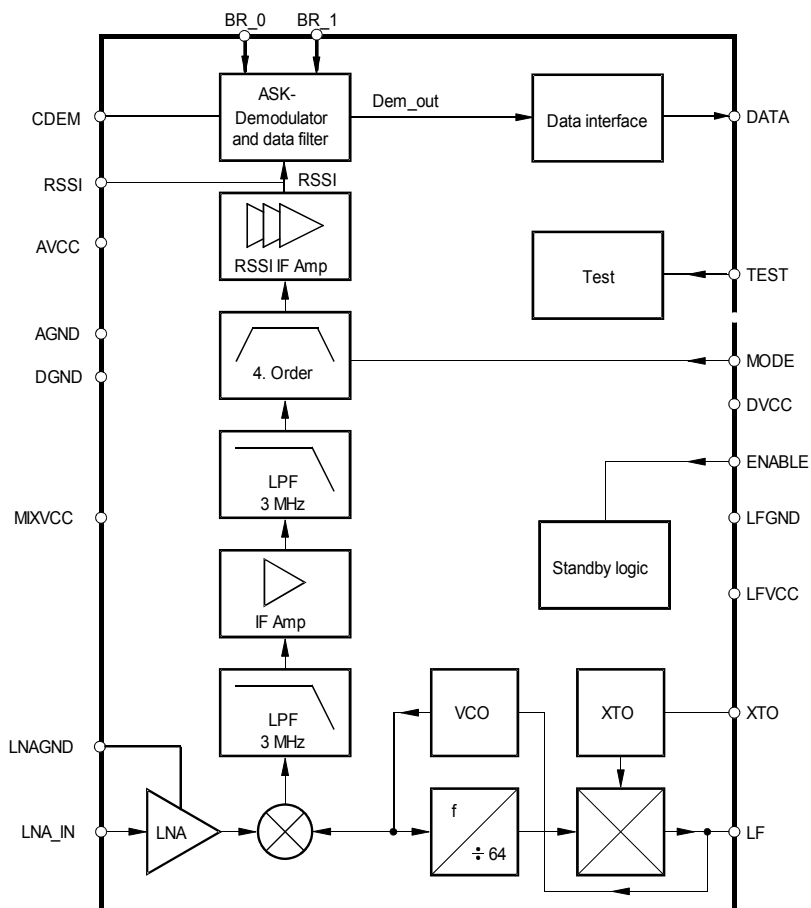 BR_0
BR_1
ASK-
Demodulator
and data filter
Dem_out
Data interface
CDEM
DATA
RSSI
RSSI
AVCC
RSSI IF Amp
Test
TEST
AGND
4. Order
MODE
DGND
DVCC
LPF
3 MHz
ENABLE
MIXVCC
LFGND
IF Amp
Standby logic
LFVCC
LPF
3 MHz
VCO
XTO
XTO
LNAGND
LNA_IN
LNA
f
÷ 64
LF